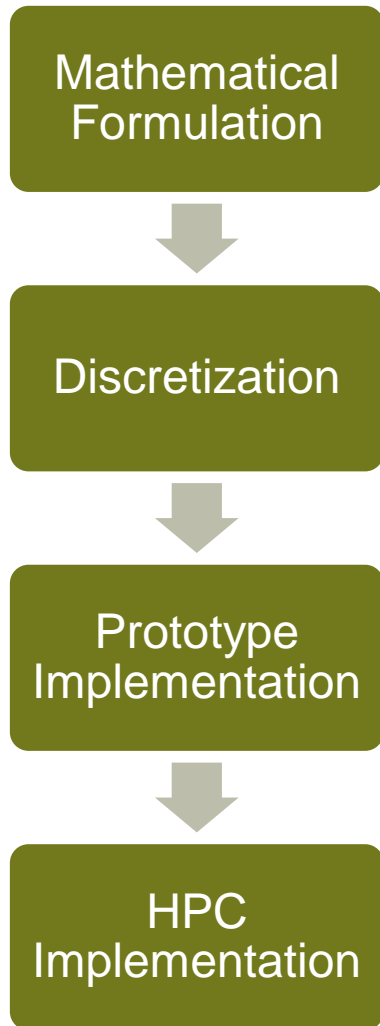 Mathematical
Formulation
Discretization
Prototype
Implementation
HPC
Implementation